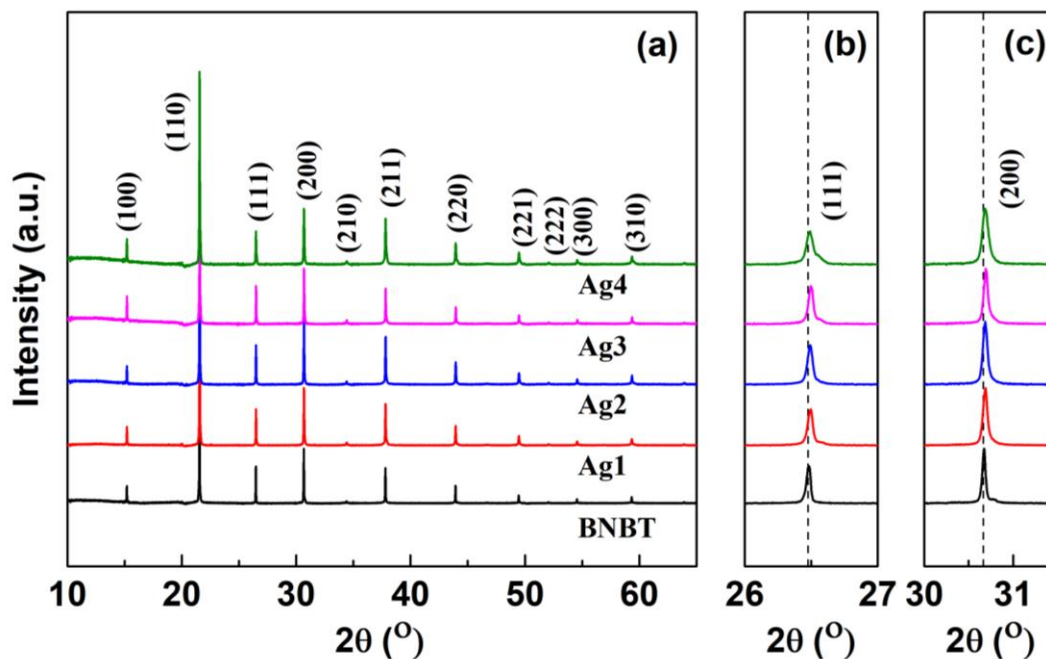 (a)
(b)
(c)
Intensity (a.u.)
(100)
(110)
(111)
(200)
(210)
(211)
(220)
(221)
(222)
(300)
(310)
(111)
(200)
Ag4
Ag3
Ag2
Ag1
BNBT
10 20 30 40 50 60
26 27
30 31
2θ (O)
2θ (O)
2θ (O)